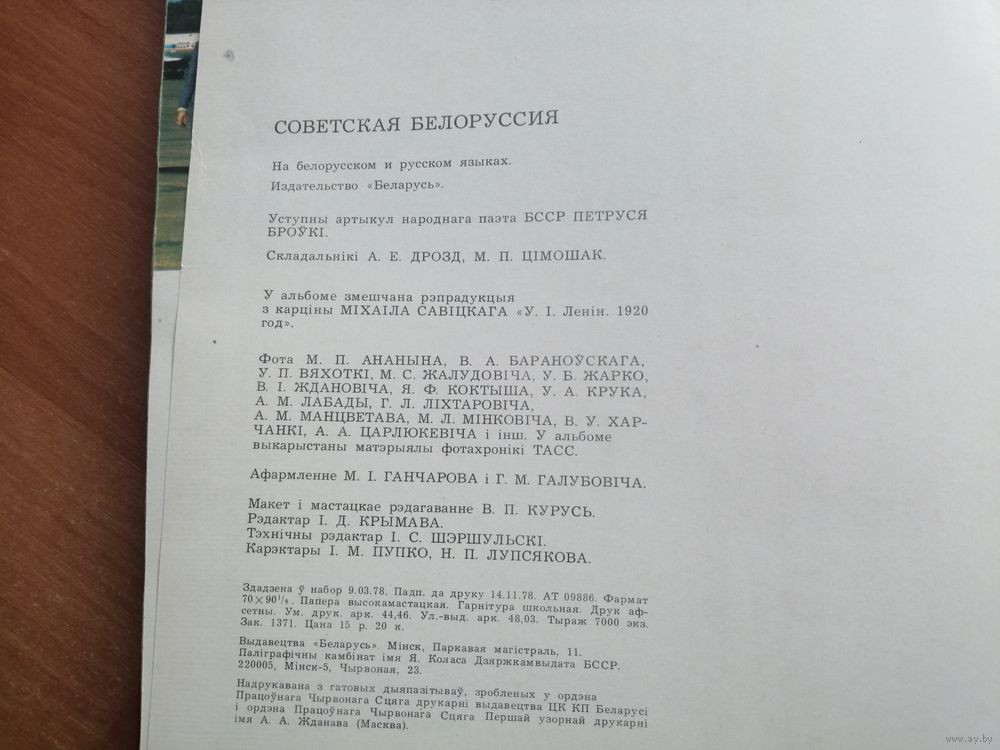 СОВЕТСКАЯ БЕЛОРУССИЯ
На белорусском и русском языках.
Издательство «Беларусь».
Уступны артыкул народнага паэта БССР ПЕТРУСЯ
БРОЎКІ.
Складальнікі А. Е. ДРОЗД, М. П. ЦІМОШАК.
У альбоме змешчана рэпрадукцыя
з карціны МІХАІЛА САВІЦКАГА «У. І. Ленін. 1920
год».
Фота М. П. АНАНЬІНА, В. А. БАРАНОЎСКАГА,
У. П. ВЯХОТКІ, М. С. ЖАЛУДОВІЧА, У. Б. ЖАРКО,
В. І. ЖДАНОВІЧА, Я. Ф. КОКТЫША, У. А. КРУКА,
А. М. ЛАБАДЫ, Г. Л. ЛІХТАРОВІЧА,
А. М. МАНЦВЕТАВА, М. Л. МІНКОВІЧА, В. У. ХАР-
ЧАНКІ, А. А. ЦАРЛЮКЕВІЧА і інш. У альбоме
выкарыстаны матэрыялы фотахронікі ТАСС.
Афармленне М. І. ГАНЧАРОВА і Г. М. ГАЛУБОВІЧА.
Макет і мастацкае рэдагаванне В. П. КУРУСЬ.
Рэдактар І. Д. КРЫМАВА.
Тэхнічны рэдактар І. С. ШЭРШУЛЬСКІ.
Карэктары І. М. ПУПКО, Н. П. ЛУПСЯКОВА.
Здадзена ў набор 9.03.78. Падп. да друку 14.11.78. АТ 09886. Фармат
70×90¹/₈. Папера высокамастацкая. Гарнітура школьная. Друк аф-
сетны. Ум. друк. арк. 44,46. Ул.-выд. арк. 48,03. Тыраж 7000 экз.
Зак. 1371. Цана 15 р. 20 к.
Выдавецтва «Беларусь». Мінск, Паркавая магістраль, 11.
Паліграфічны камбінат імя Я. Коласа Дзяржкамвыдата БССР.
220005, Мінск-5, Чырвоная, 23.
Надрукавана з гатовых дыяпазітываў, зробленых у ордэна
Працоўнага Чырвонага Сцяга друкарні выдавецтва ЦК КП Беларусі
і ордэна Працоўнага Чырвонага Сцяга Першай узорнай друкарні
імя А. А. Жданава (Масква).
www.ay.by